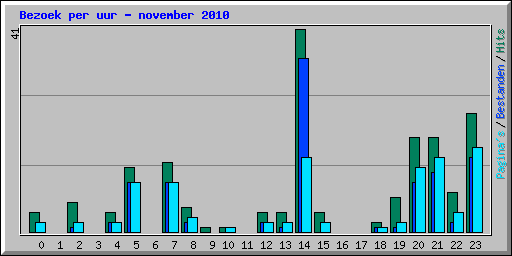 Bezoek per uur - november 2010
41
Pagina's / Bestanden / Hits
0 1 2 3 4 5 6 7 8 9 10 11 12 13 14 15 16 17 18 19 20 21 22 23